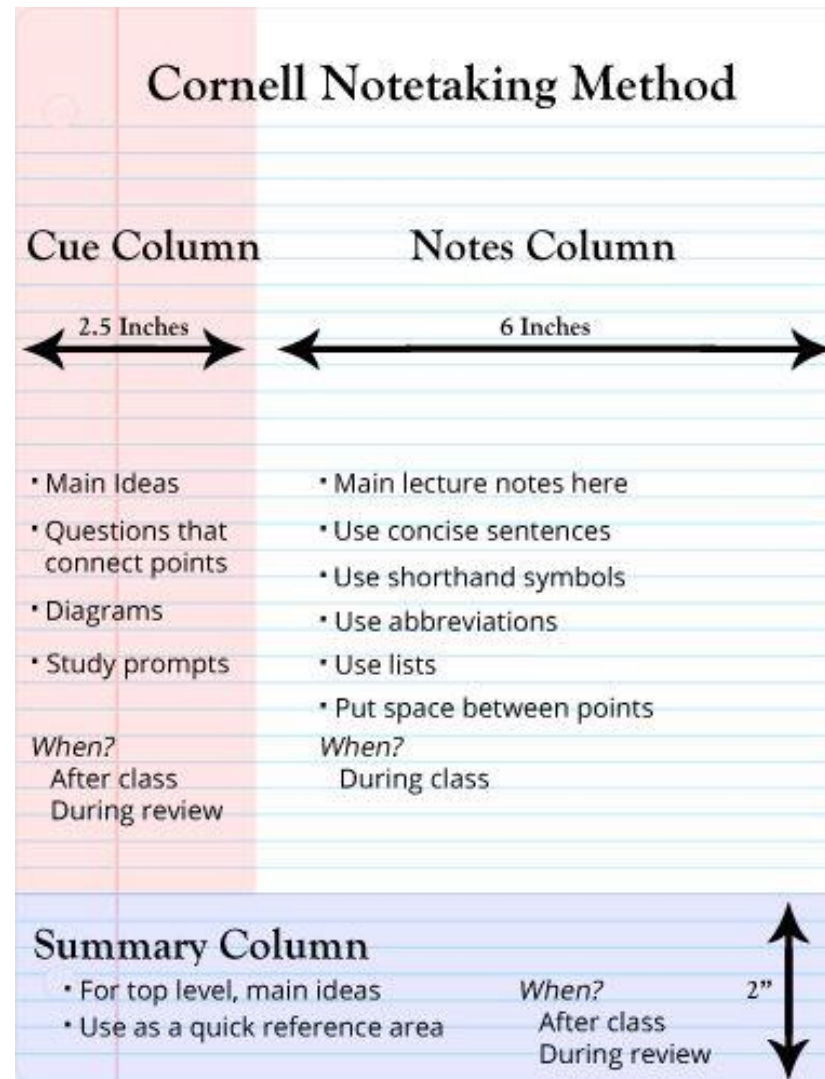 Cornell Notetaking Method
Cue Column
2.5 Inches
• Main Ideas
• Questions that
connect points
• Diagrams
• Study prompts
When?
After class
During review
Notes Column
6 Inches
• Main lecture notes here
• Use concise sentences
• Use shorthand symbols
• Use abbreviations
• Use lists
• Put space between points
When?
During class
Summary Column
• For top level, main ideas
• Use as a quick reference area
When?
After class
During review
2”